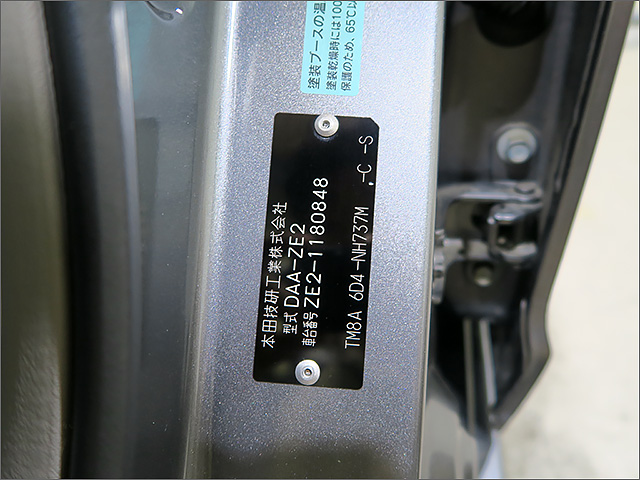 塗装ブースの温
塗装乾燥時には100
保護のため、65℃以
本田技研工業株式会社
型式 DAA-ZE2
車台番号 ZE2-1180848
TM8A 6D4-NH737M .-C -S